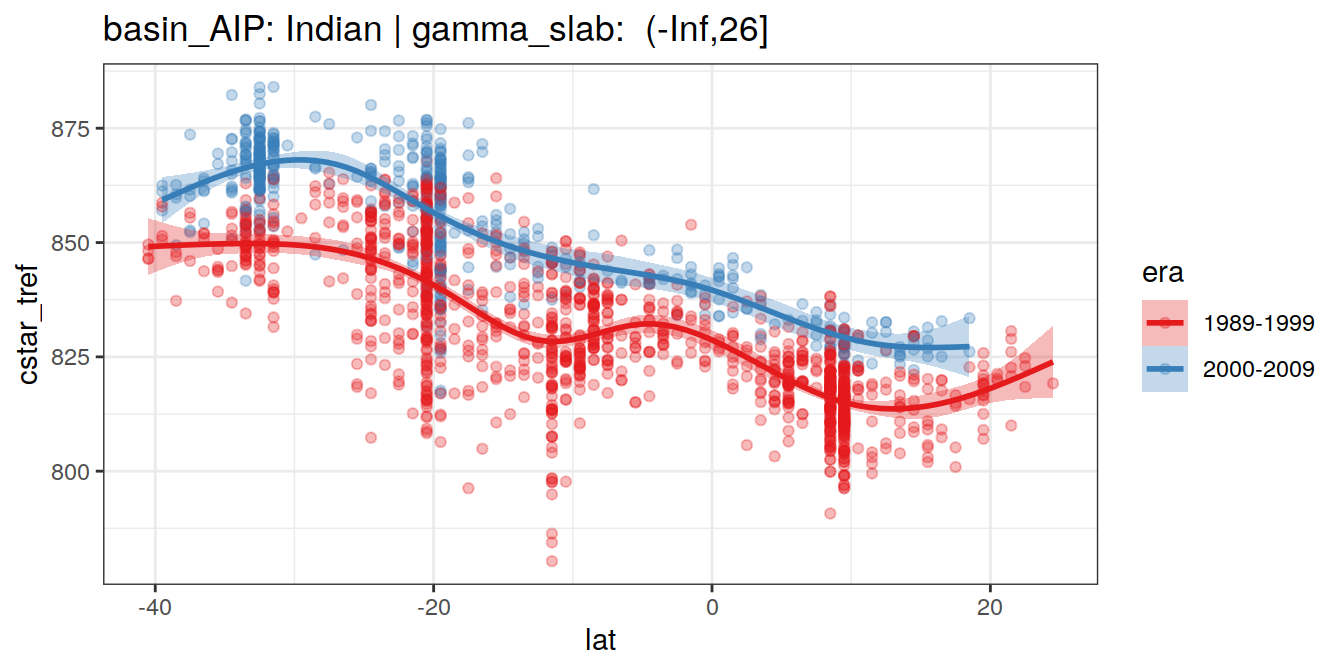 basin_AIP: Indian | gamma_slab:  (-Inf,26]
875
850
825
800
cstar_tref
-40
-20
0
20
lat
era
1989-1999
2000-2009